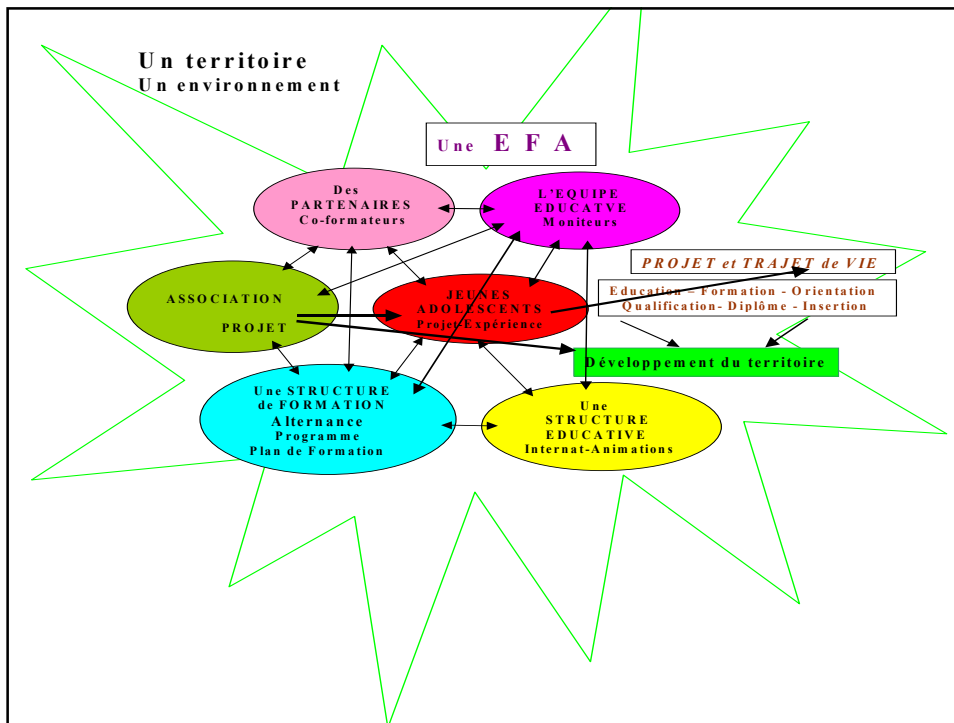 Un territoire
Un environnement
Une E F A
Des
PARTENAIRES
Co-formateurs
L'EQUIPE
EDUCATVE
Moniteurs
PROJET et TRAJET de VIE
Education – Formation - Orientation
Qualification- Diplôme - Insertion
ASSOCIATION
PROJET
JEUNES
ADOLESCENTS
Projet-Expérience
Développement du territoire
Une STRUCTURE
de FORMATION
Alternance
Programme
Plan de Formation
Une
STRUCTURE
EDUCATIVE
Internat-Animations